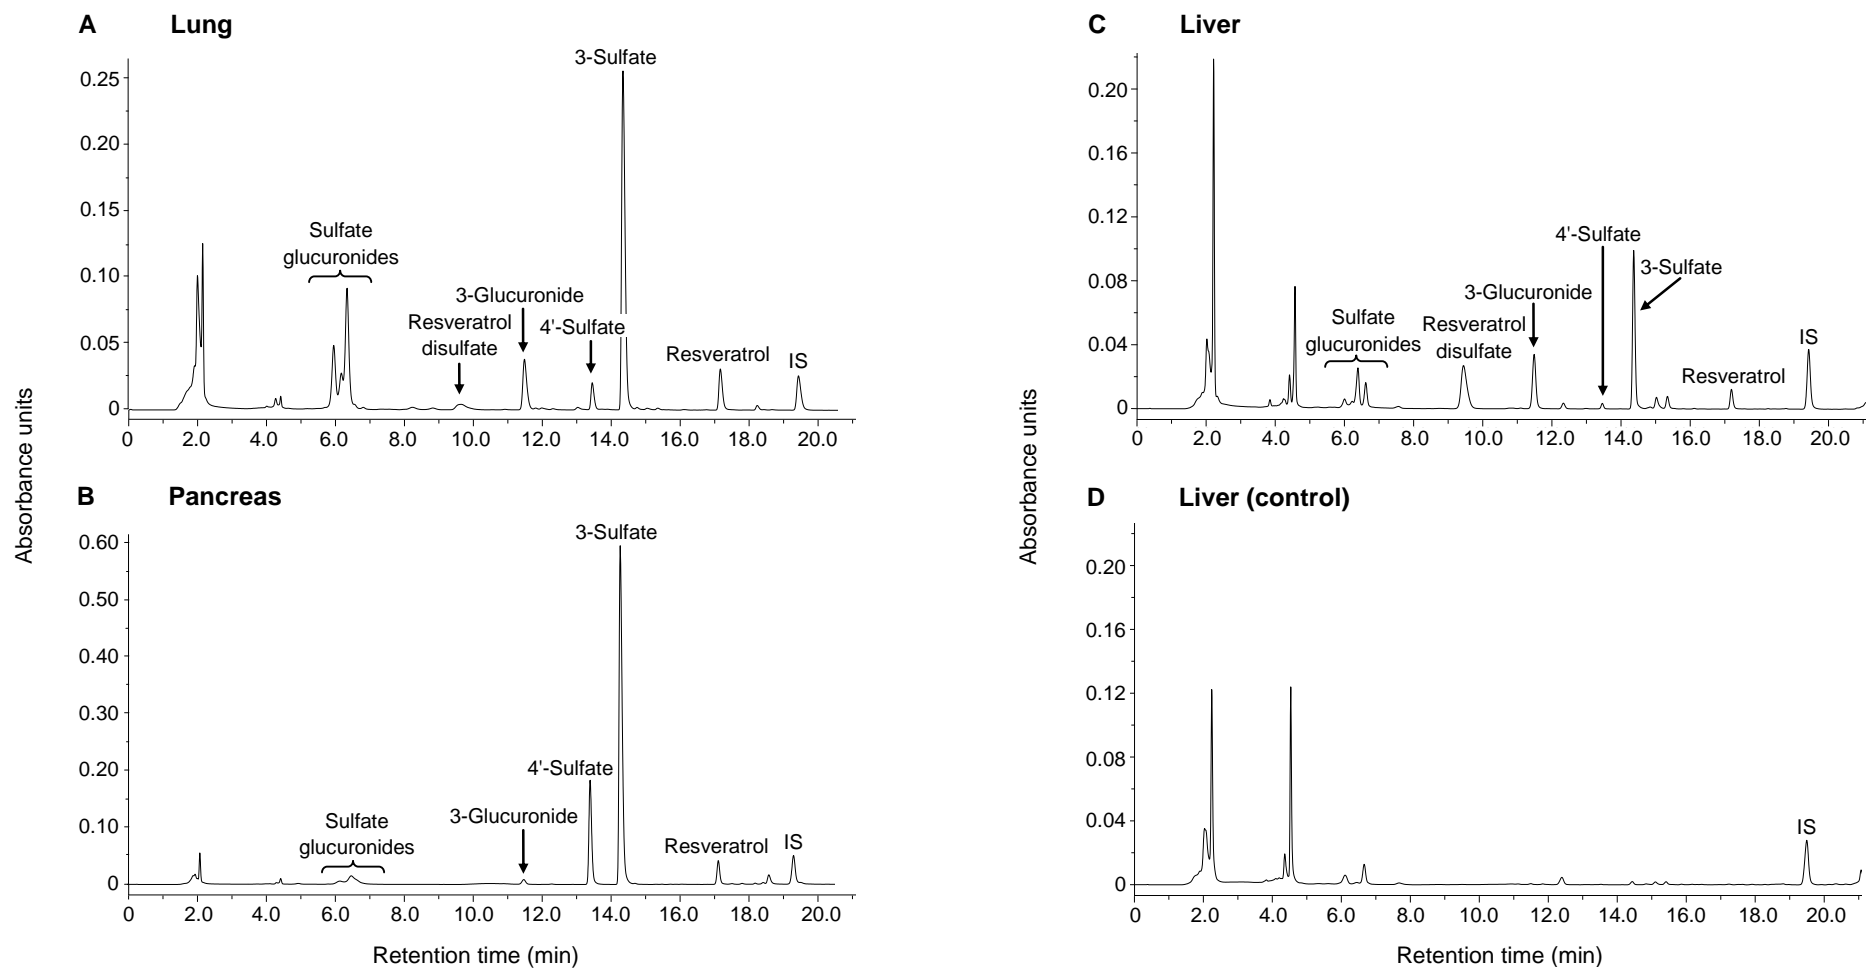 A Lung
3-Sulfate
0.25
0.20
0.15
0.10
0.05
0
Sulfate
glucuronides
3-Glucuronide
Resveratrol
disulfate
4'-Sulfate
Resveratrol
IS
0 2.0 4.0 6.0 8.0 10.0 12.0 14.0 16.0 18.0 20.0
B Pancreas
3-Sulfate
0.60
0.50
0.40
0.30
0.20
0.10
0
4'-Sulfate
3-Glucuronide
Sulfate
glucuronides
Resveratrol
IS
0 2.0 4.0 6.0 8.0 10.0 12.0 14.0 16.0 18.0 20.0
Absorbance units
Retention time (min)
C Liver
0.20
0.16
0.12
0.08
0.04
0
4'-Sulfate
3-Sulfate
3-Glucuronide
Sulfate
glucuronides
Resveratrol
disulfate
Resveratrol
IS
0 2.0 4.0 6.0 8.0 10.0 12.0 14.0 16.0 18.0 20.0
D Liver (control)
0.20
0.16
0.12
0.08
0.04
0
IS
0 2.0 4.0 6.0 8.0 10.0 12.0 14.0 16.0 18.0 20.0
Absorbance units
Retention time (min)